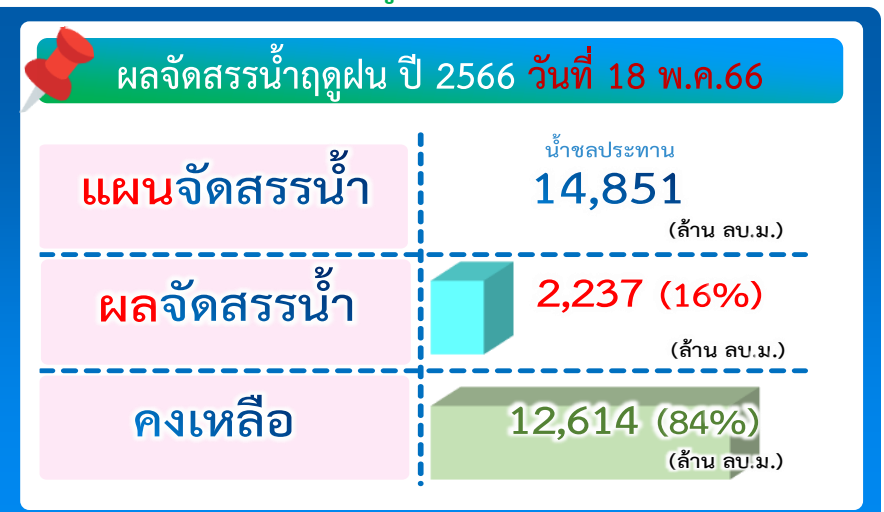 ผลจัดสรรน้ำฤดูฝน ปี 2566 วันที่ 18 พ.ค.66
น้ำชลประทาน
แผนจัดสรรน้ำ 14,851
(ล้าน ลบ.ม.)
ผลจัดสรรน้ำ 2,237 (16%)
(ล้าน ลบ.ม.)
คงเหลือ 12,614 (84%)
(ล้าน ลบ.ม.)